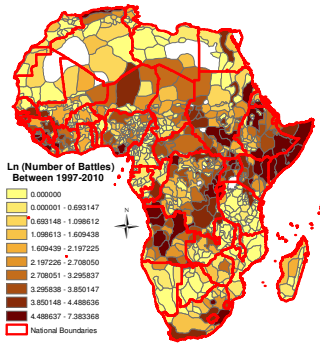 Ln (Number of Battles)
Between 1997-2010
0.000000
0.000001 - 0.693147
0.693148 - 1.098612
1.098613 - 1.609438
1.609439 - 2.197225
2.197226 - 2.708050
2.708051 - 3.295837
3.295838 - 3.850147
3.850148 - 4.488636
4.488637 - 7.383368
National Boundaries
N